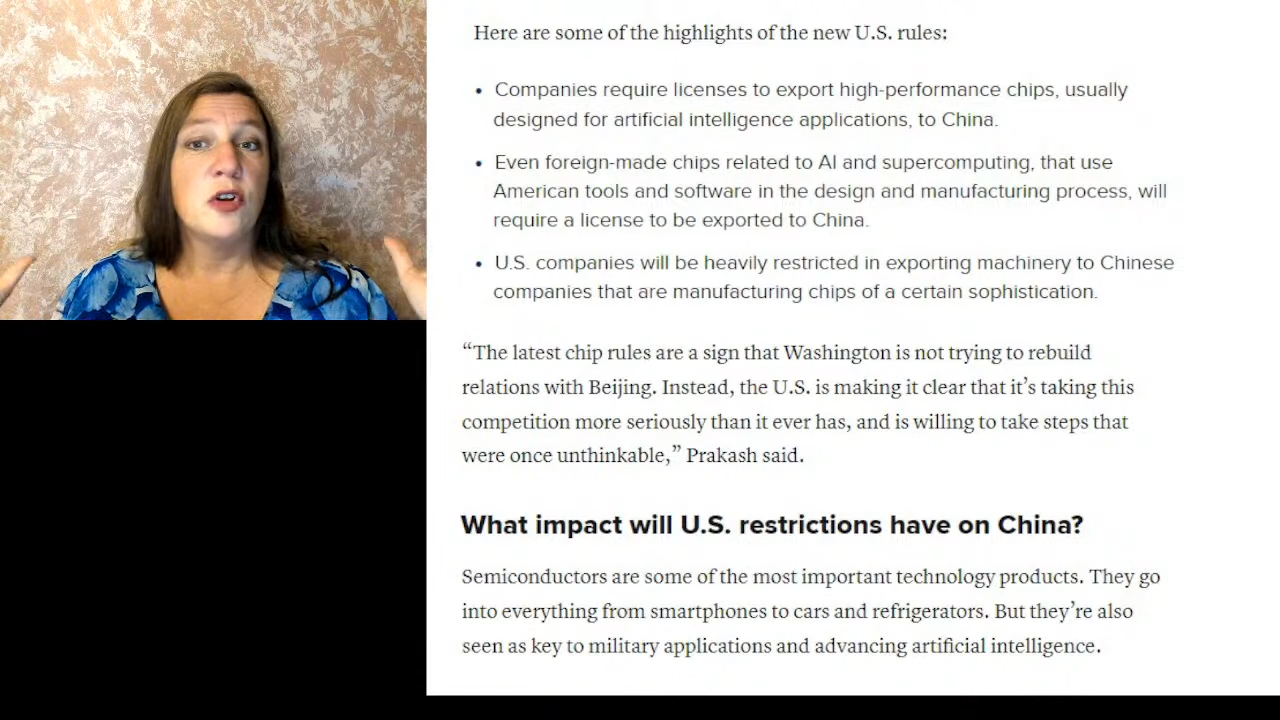 Here are some of the highlights of the new U.S. rules:
• Companies require licenses to export high-performance chips, usually
designed for artificial intelligence applications, to China.
• Even foreign-made chips related to AI and supercomputing, that use
American tools and software in the design and manufacturing process, will
require a license to be exported to China.
• U.S. companies will be heavily restricted in exporting machinery to Chinese
companies that are manufacturing chips of a certain sophistication.
“The latest chip rules are a sign that Washington is not trying to rebuild
relations with Beijing. Instead, the U.S. is making it clear that it’s taking this
competition more seriously than it ever has, and is willing to take steps that
were once unthinkable,” Prakash said.
What impact will U.S. restrictions have on China?
Semiconductors are some of the most important technology products. They go
into everything from smartphones to cars and refrigerators. But they’re also
seen as key to military applications and advancing artificial intelligence.